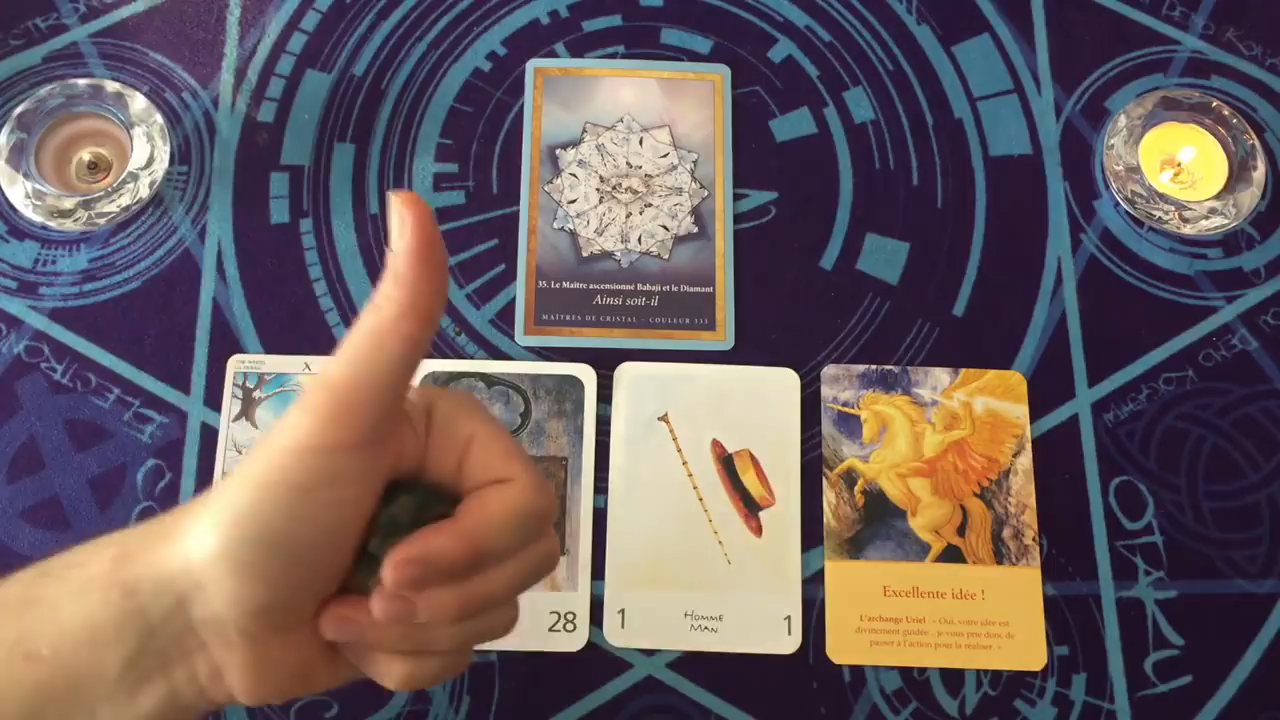 35. Le Maître ascensionné Babaji et le Diamant
Ainsi soit-il
MAÎTRES DE CRISTAL - COULEUR 333
X
28
1
HOMME
MAN
1
Excellente idée !
L'archange Uriel : « Oui, votre idée est
divinement guidée... je vous prie donc de
passer à l'action pour la réaliser. »
ELECTRONI
OTAKU